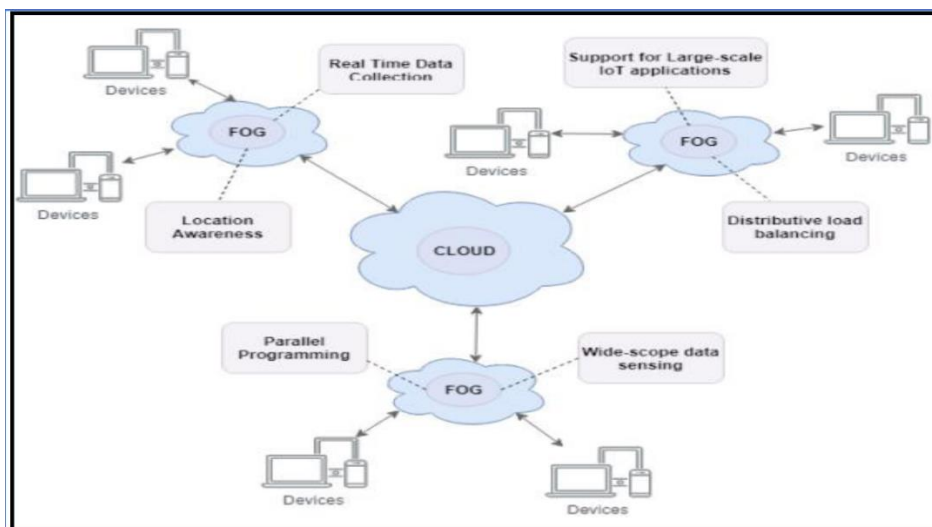 Real Time Data
Collection
Support for Large-scale
IoT applications
Devices
FOG
Devices
FOG
Devices
Devices
Location
Awareness
Distributive load
balancing
CLOUD
Parallel
Programming
Wide-scope data
sensing
FOG
Devices
Devices